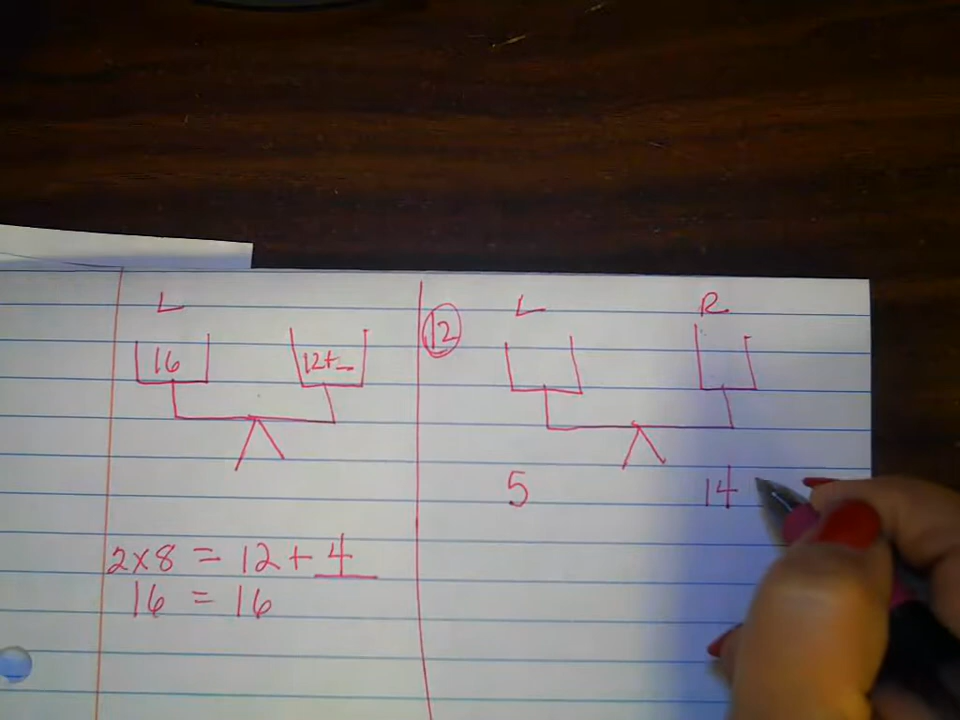 L
16 12+_
2x8 = 12 + 4
16 = 16
12 L R
5 14